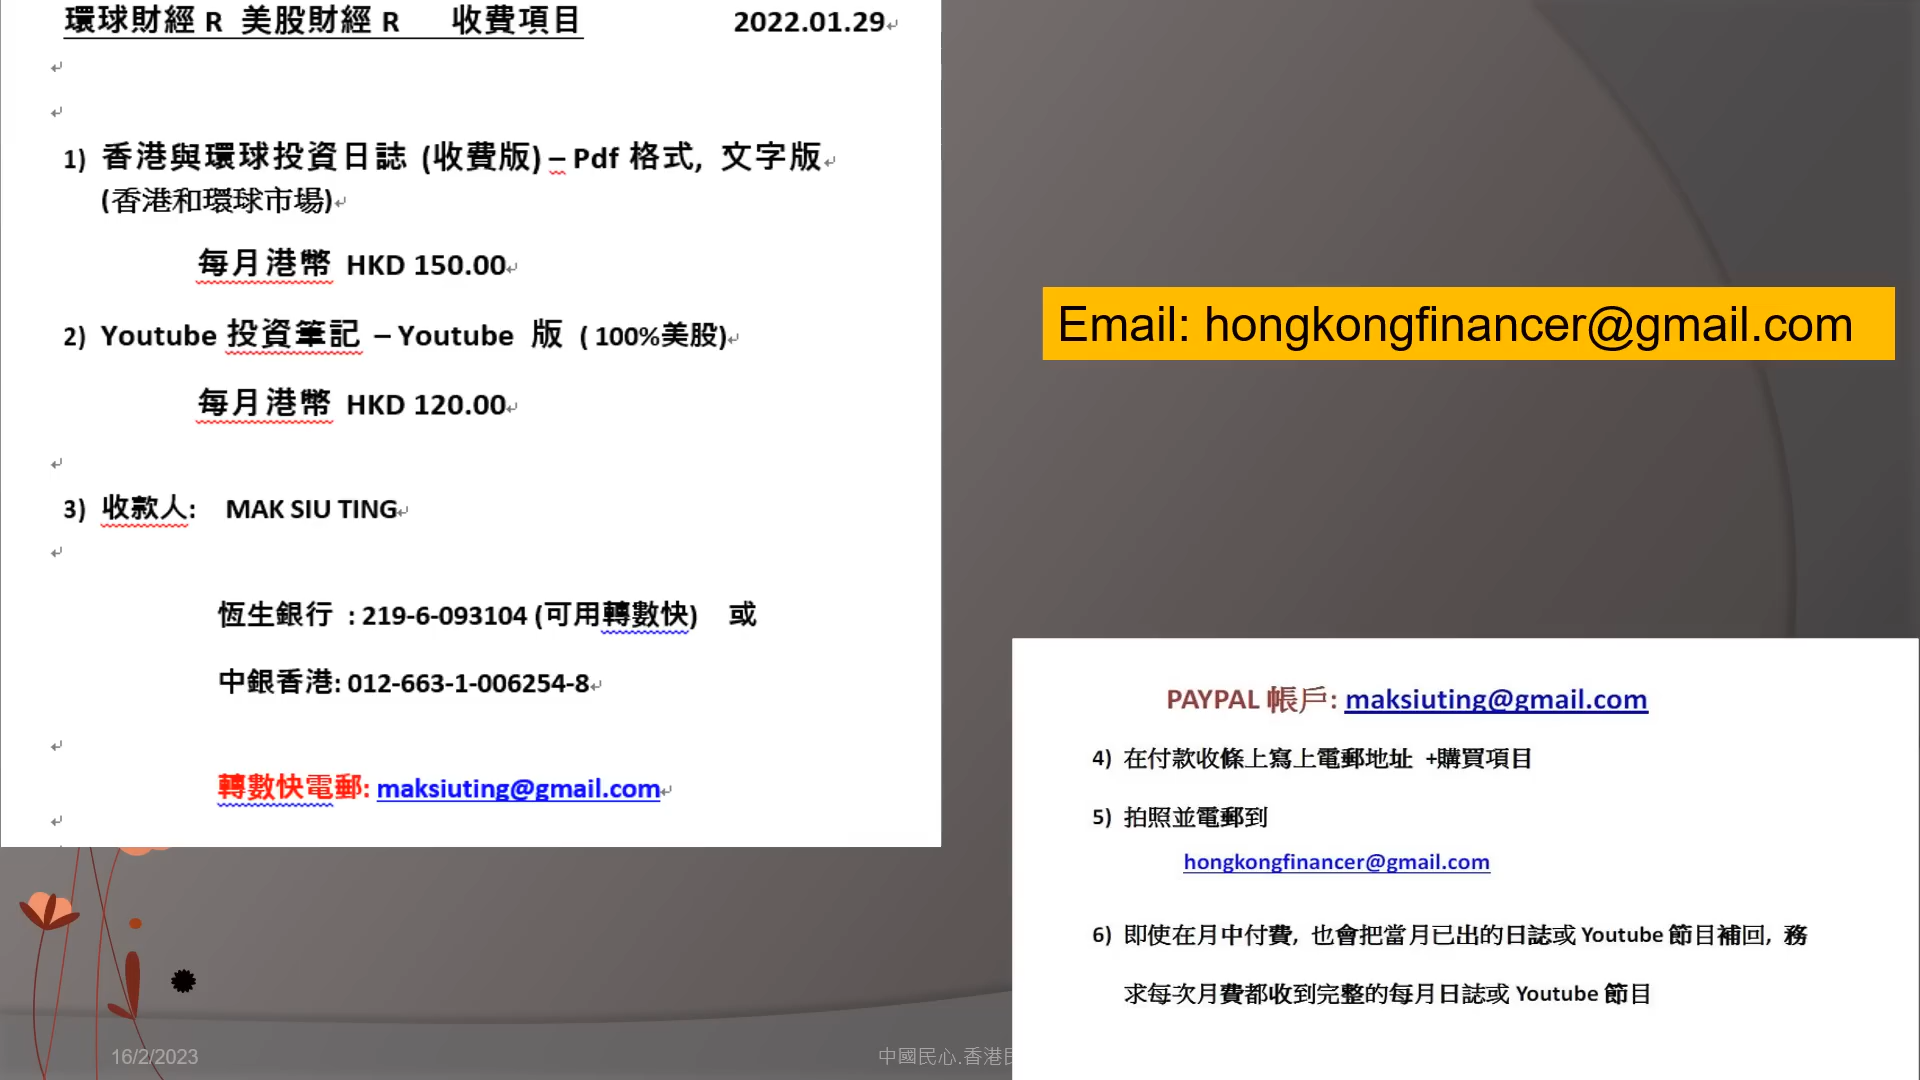 環球財經 R 美股財經 R 收費項目 2022.01.29
1) 香港與環球投資日誌 (收費版) – Pdf 格式, 文字版
(香港和環球市場)
每月港幣 HKD 150.00
2) Youtube 投資筆記 – Youtube 版 ( 100%美股)
每月港幣 HKD 120.00
3) 收款人: MAK SIU TING
恆生銀行 : 219-6-093104 (可用轉數快) 或
中銀香港: 012-663-1-006254-8
轉數快電郵: maksiuting@gmail.com
Email: hongkongfinancer@gmail.com
PAYPAL 帳戶: maksiuting@gmail.com
4) 在付款收條上寫上電郵地址 +購買項目
5) 拍照並電郵到
hongkongfinancer@gmail.com
6) 即使在月中付費, 也會把當月已出的日誌或 Youtube 節目補回, 務
求每次月費都收到完整的每月日誌或 Youtube 節目
16/2/2023
中國民心.香港